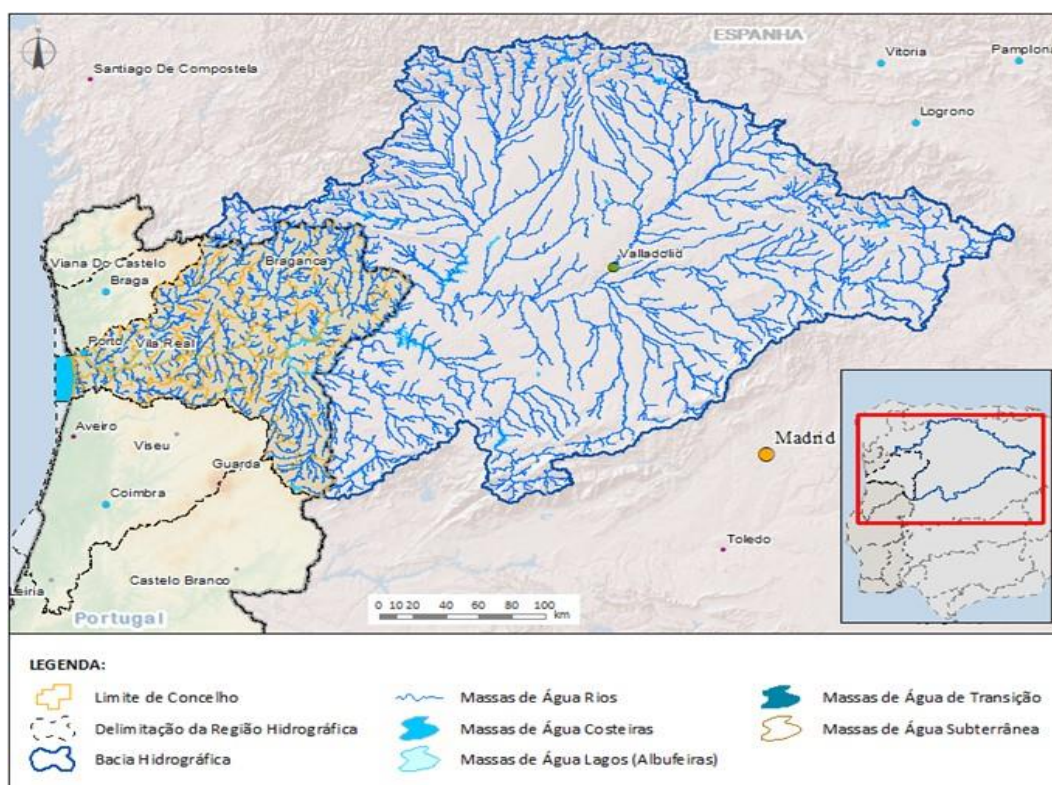 ESPANHA
Vitoria
Pamplona
Santiago De Compostela
Logrono
Valladolid
Bragança
Viana Do Castelo
Braga
Porto
Vila Real
Aveiro
Viseu
Guarda
Madrid
Coimbra
Toledo
Castelo Branco
Leiria
Portugal
0 10 20 40 60 80 100
km
LEGENDA:
Limite de Concelho
Massas de Água Rios
Massas de Água de Transição
Delimitação da Região Hidrográfica
Massas de Água Costeiras
Massas de Água Subterrânea
Bacia Hidrográfica
Massas de Água Lagos (Albufeiras)